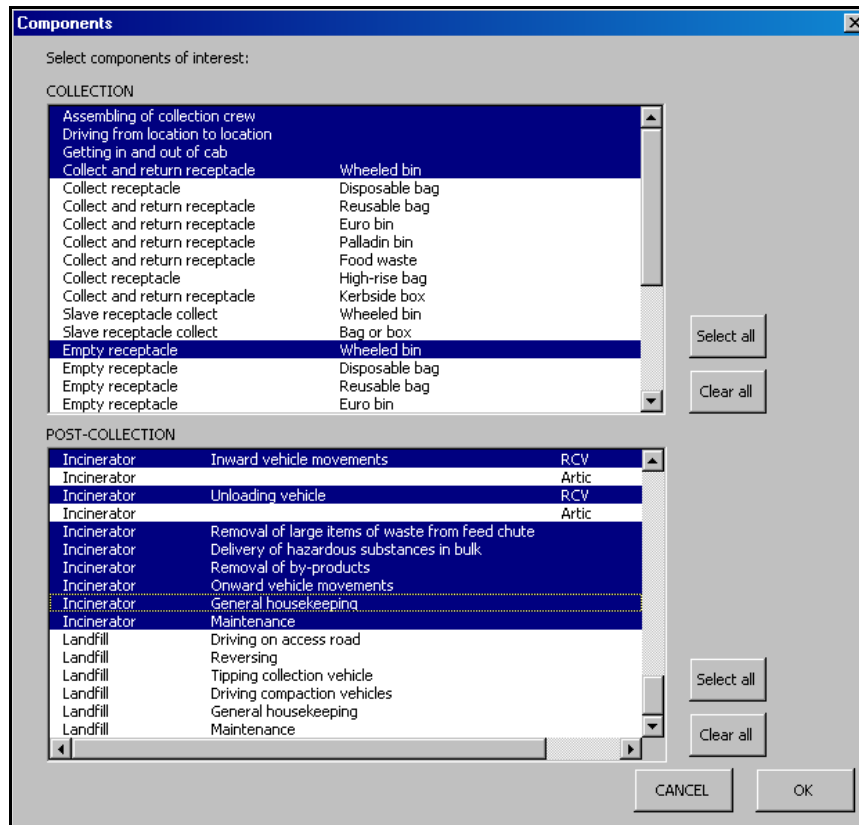 Components
Select components of interest:
COLLECTION
Assembling of collection crew
Driving from location to location
Getting in and out of cab
Collect and return receptacle Wheeled bin
Collect receptacle Disposable bag
Collect and return receptacle Reusable bag
Collect and return receptacle Euro bin
Collect and return receptacle Palladin bin
Collect and return receptacle Food waste
Collect receptacle High-rise bag
Collect and return receptacle Kerbside box
Slave receptacle collect Wheeled bin
Slave receptacle collect Bag or box
Empty receptacle Wheeled bin
Empty receptacle Disposable bag
Empty receptacle Reusable bag
Empty receptacle Euro bin
Select all
Clear all
POST-COLLECTION
Incinerator Inward vehicle movements RCV
Incinerator Artic
Incinerator Unloading vehicle RCV
Incinerator Artic
Incinerator Removal of large items of waste from feed chute
Incinerator Delivery of hazardous substances in bulk
Incinerator Removal of by-products
Incinerator Onward vehicle movements
Incinerator General housekeeping
Incinerator Maintenance
Landfill Driving on access road
Landfill Reversing
Landfill Tipping collection vehicle
Landfill Driving compaction vehicles
Landfill General housekeeping
Landfill Maintenance
Select all
Clear all
CANCEL OK